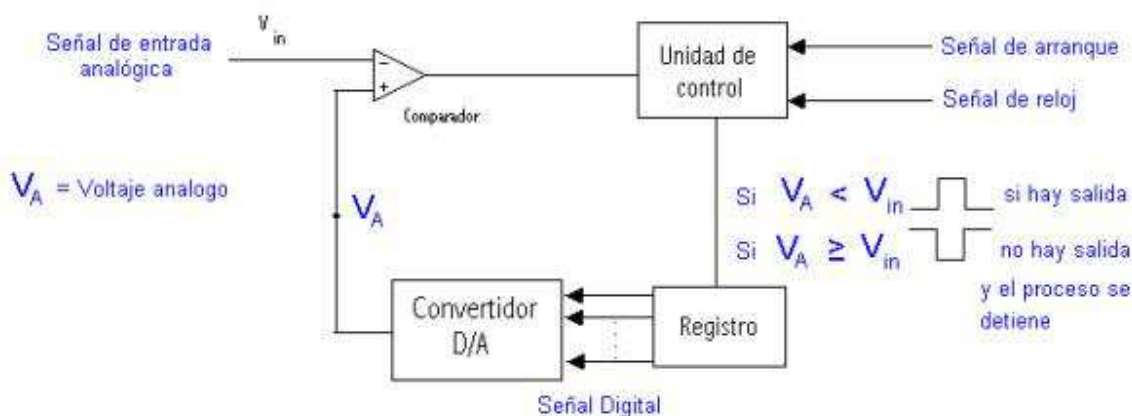 Señal de entrada
analógica
V in
Comparador
Unidad de
control
Señal de arranque
Señal de reloj
V A = Voltaje analogo
V A
Si V A < V in si hay salida
Si V A ≥ V in no hay salida
y el proceso se
detiene
Convertidor
D/A
Registro
Señal Digital